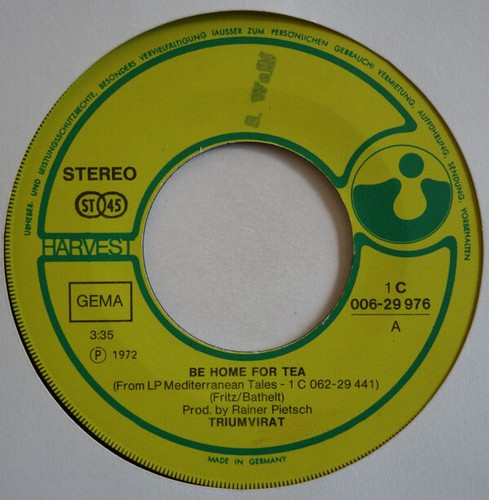 URHEBER- UND LEISTUNGSSCHUTZRECHTE, BESONDERS VERVIELFÄLTIGUNG (AUSSER ZUM PERSÖNLICHEN GEBRAUCH) VERMIETUNG, AUFFÜHRUNG, SENDUNG, VORBEHALTEN
STEREO
ST 45
HARVEST
GEMA
1 C
006-29 976
A
3:35
Ⓟ 1972
BE HOME FOR TEA
(From LP Mediterranean Tales - 1 C 062-29 441)
(Fritz/Bathelt)
Prod. by Rainer Pietsch
TRIUMVIRAT
MADE IN GERMANY